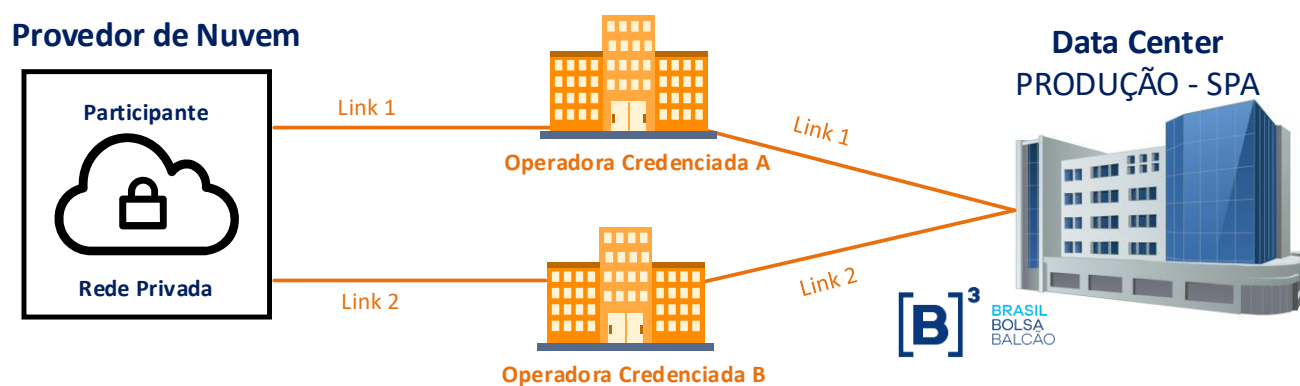 Provedor de Nuvem
Participante
Rede Privada
Link 1
Link 2
Operadora Credenciada A
Operadora Credenciada B
Link 1
Link 2
Data Center
PRODUÇÃO - SPA
[B]³
BRASIL
BOLSA
BALCÃO